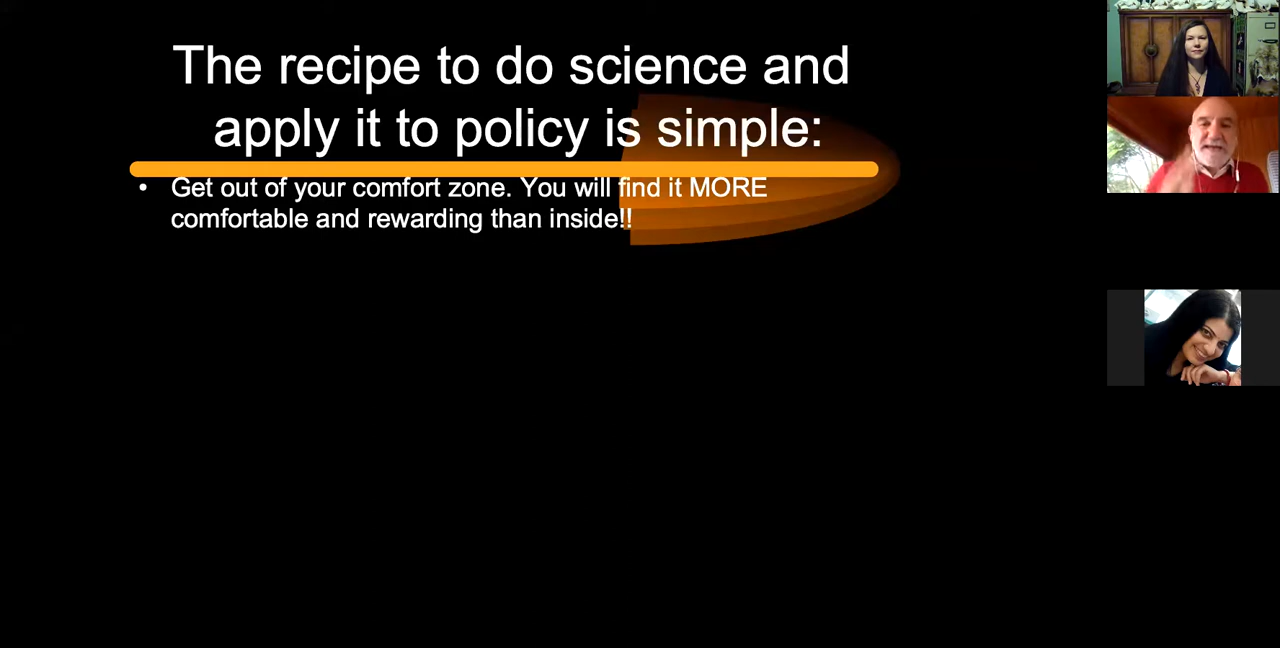 The recipe to do science and
apply it to policy is simple:
• Get out of your comfort zone. You will find it MORE
comfortable and rewarding than inside!!